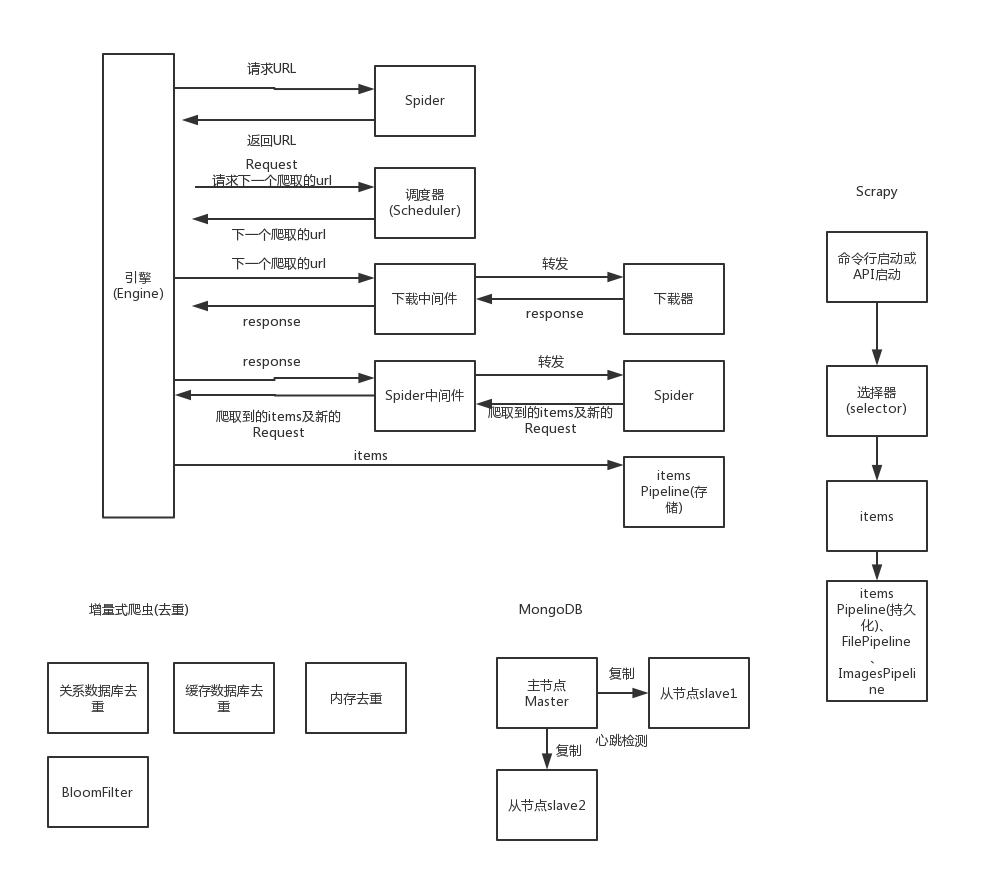 请求URL
Spider
返回URL
Request
请求下一个爬取的url
调度器
(Scheduler)
下一个爬取的url
引擎
(Engine)
下一个爬取的url
下载中间件
转发
下载器
response
response
response
Spider中间件
转发
Spider
爬取到的items及新的
Request
爬取到的items及新的
Request
items
items
Pipeline(存
储)
Scrapy
命令行启动或
API启动
选择器
(selector)
items
items
Pipeline(持久
化)、
FilePipeline
、
ImagesPipeli
ne
增量式爬虫(去重)
关系数据库去
重
缓存数据库去
重
内存去重
BloomFilter
MongoDB
主节点
Master
复制
从节点slave1
心跳检测
复制
从节点slave2